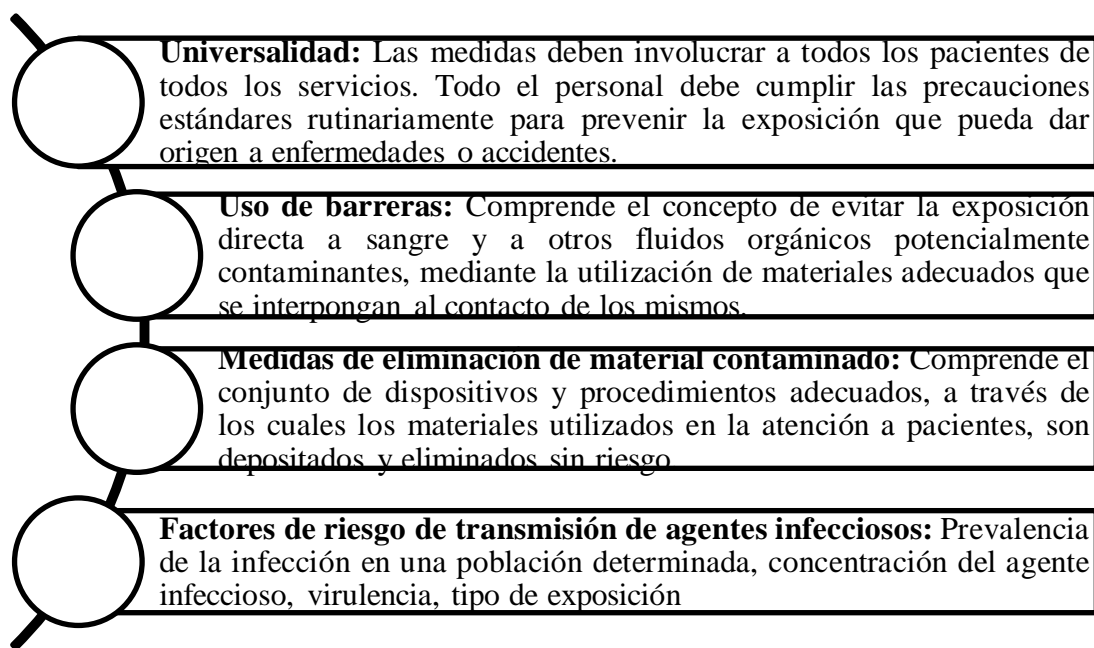 Universalidad: Las medidas deben involucrar a todos los pacientes de
todos los servicios. Todo el personal debe cumplir las precauciones
estándares rutinariamente para prevenir la exposición que pueda dar
origen a enfermedades o accidentes.
Uso de barreras: Comprende el concepto de evitar la exposición
directa a sangre y a otros fluidos orgánicos potencialmente
contaminantes, mediante la utilización de materiales adecuados que
se interpongan al contacto de los mismos.
Medidas de eliminación de material contaminado: Comprende el
conjunto de dispositivos y procedimientos adecuados, a través de
los cuales los materiales utilizados en la atención a pacientes, son
depositados y eliminados sin riesgo
Factores de riesgo de transmisión de agentes infecciosos: Prevalencia
de la infección en una población determinada, concentración del agente
infeccioso, virulencia, tipo de exposición